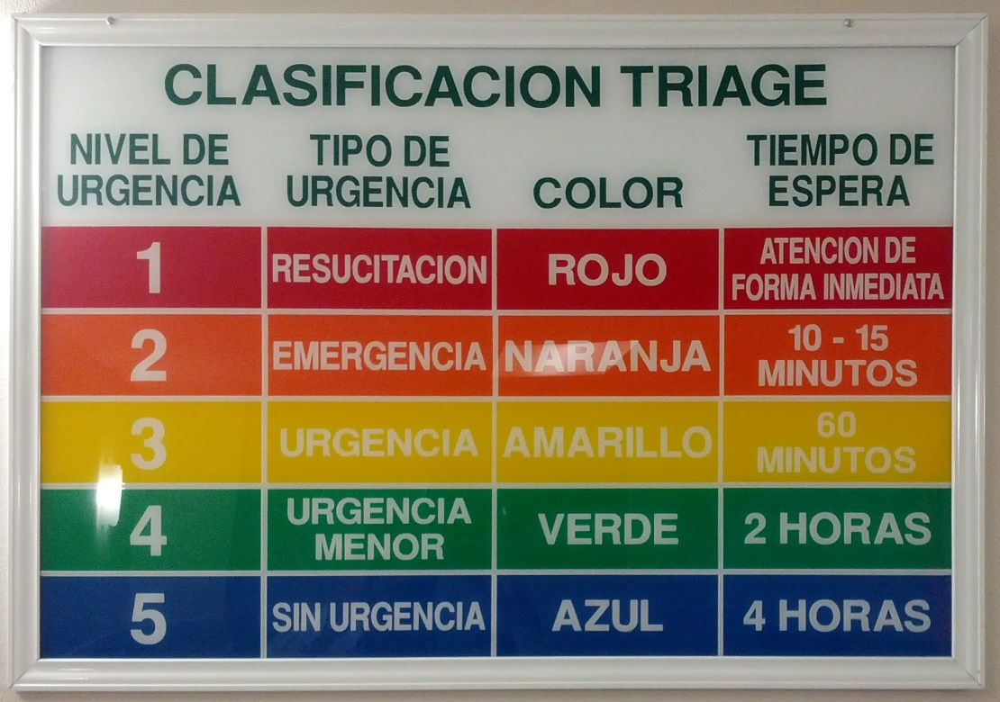 CLASIFICACION TRIAGE
NIVEL DE
URGENCIA
TIPO DE
URGENCIA
COLOR
TIEMPO DE
ESPERA
1
RESUCITACION
ROJO
ATENCION DE
FORMA INMEDIATA
2
EMERGENCIA
NARANJA
10 - 15
MINUTOS
3
URGENCIA
AMARILLO
60
MINUTOS
4
URGENCIA
MENOR
VERDE
2 HORAS
5
SIN URGENCIA
AZUL
4 HORAS